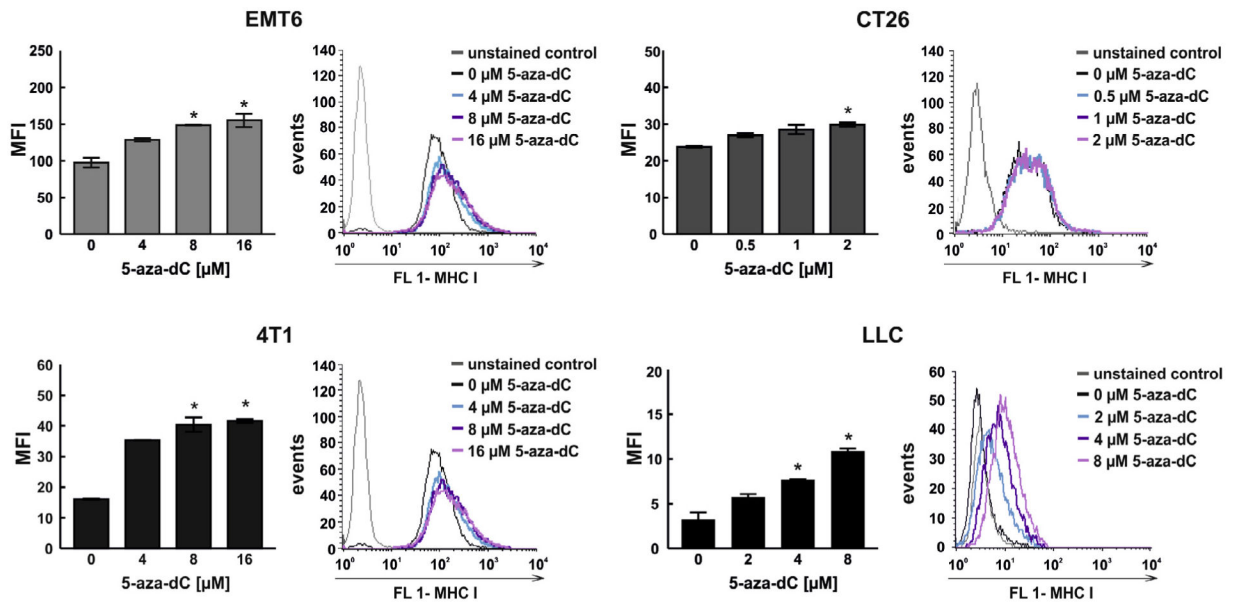 EMT6
250
200
150
100
50
0
MFI
* *
0 4 8 16
5-aza-dC [µM]
140
120
100
80
60
40
20
0
events
10⁰ 10¹ 10² 10³ 10⁴
FL 1- MHC I
unstained control
0 µM 5-aza-dC
4 µM 5-aza-dC
8 µM 5-aza-dC
16 µM 5-aza-dC
CT26
50
40
30
20
10
0
MFI
*
0 0.5 1 2
5-aza-dC [µM]
140
120
100
80
60
40
20
0
events
10⁰ 10¹ 10² 10³ 10⁴
FL 1- MHC I
unstained control
0 µM 5-aza-dC
0.5 µM 5-aza-dC
1 µM 5-aza-dC
2 µM 5-aza-dC
4T1
60
50
40
30
20
10
0
MFI
* *
0 4 8 16
5-aza-dC [µM]
140
120
100
80
60
40
20
0
events
10⁰ 10¹ 10² 10³ 10⁴
FL 1- MHC I
unstained control
0 µM 5-aza-dC
4 µM 5-aza-dC
8 µM 5-aza-dC
16 µM 5-aza-dC
LLC
20
15
10
5
0
MFI
* *
0 2 4 8
5-aza-dC [µM]
60
50
40
30
20
10
0
events
10⁰ 10¹ 10² 10³ 10⁴
FL 1- MHC I
unstained control
0 µM 5-aza-dC
2 µM 5-aza-dC
4 µM 5-aza-dC
8 µM 5-aza-dC